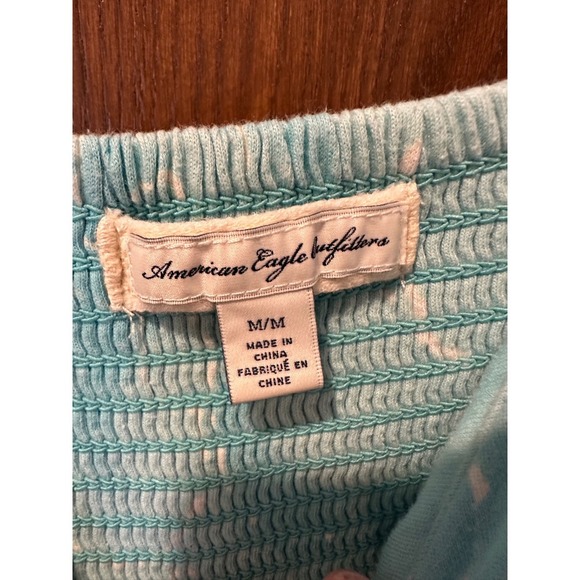 American Eagle Outfitters
M/M
MADE IN
CHINA
FABRIQUÉ EN
CHINE